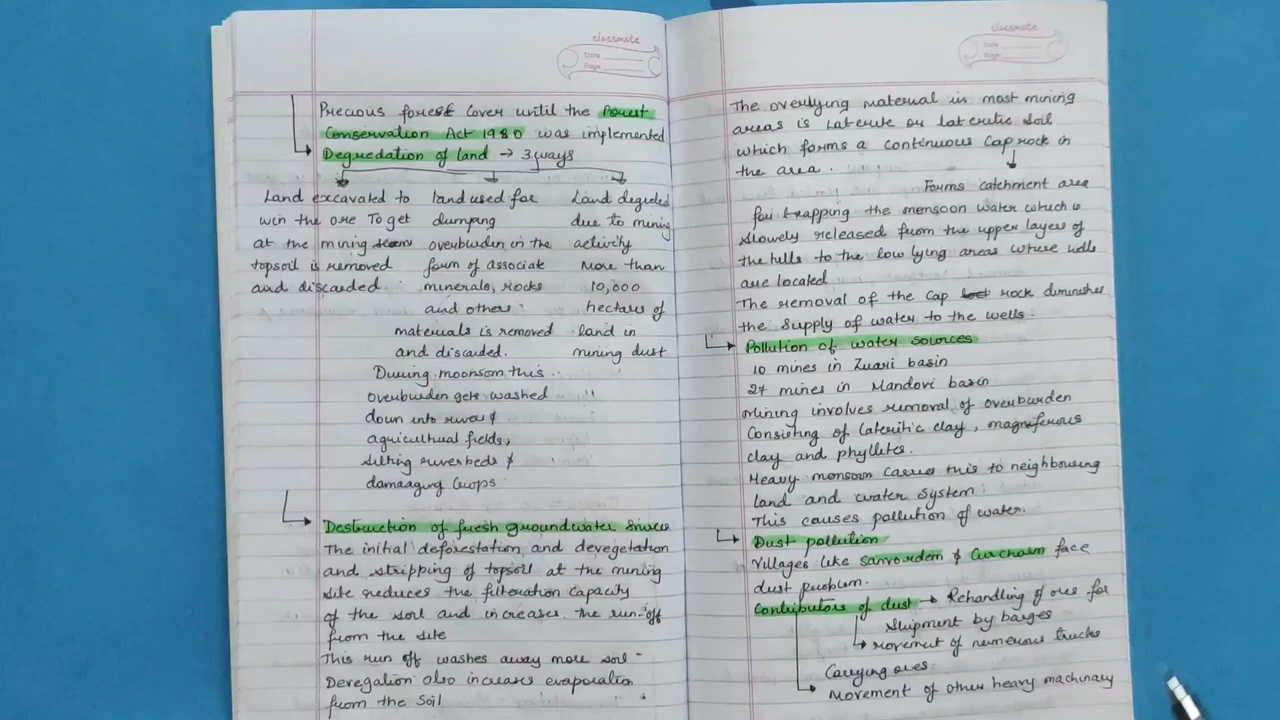 classmate
Date
Page
Precious forest cover until the Forest
Conservation Act 1980 was implemented
Degredation of land → 3 ways
Land excavated to
win the ore To get
at the mining
topsoil is removed
and discarded
land used for
dumping
overburden in the
form of associate
minerals, rocks
and others
materials is removed
and discarded.
During moonsom this
overburden gets washed
down into rivers &
agricultural fields,
silting riverbeds &
damaaging crops
Land degrded
due to mining
activity
More than
10,000
hectares of
land in
mining dust
Destruction of fresh groundwater
The initial deforestation and devegetation
and stripping of topsoil at the mining
site reduces the filteration capacity
of the soil and increases the run-off
from the site
This run off washes away more soil
Deregation also increases evaporation
from the Soil
classmate
Date
Page
The overlying material in most mining
areas is Laterite or lateritic soil
which forms a continuous Cap rock in
the area.
Forms catchment area
for trapping the monsoon water which is
slowely released from the upper layers of
the hills to the low lying areas where wells
are located
The removal of the cap rock diminishes
the Supply of water to the wells.
Pollution of water sources
10 mines in Zuari basin
27 mines in Mandovi basin
Mining involves removal of overburden
Consisting of Lateritic clay, magniferous
clay and phyllites.
Heavy monsoon carries this to neighbouring
land and water system
This causes pollution of water.
Dust pollution
Villages like Sanvordem & Curchorem face
dust problem.
Contributors of dust → Rehandling of ores for
Shipment by barges
→ Movement of numerous trucks
Carrying ores.
→ Movement of other heavy machinary